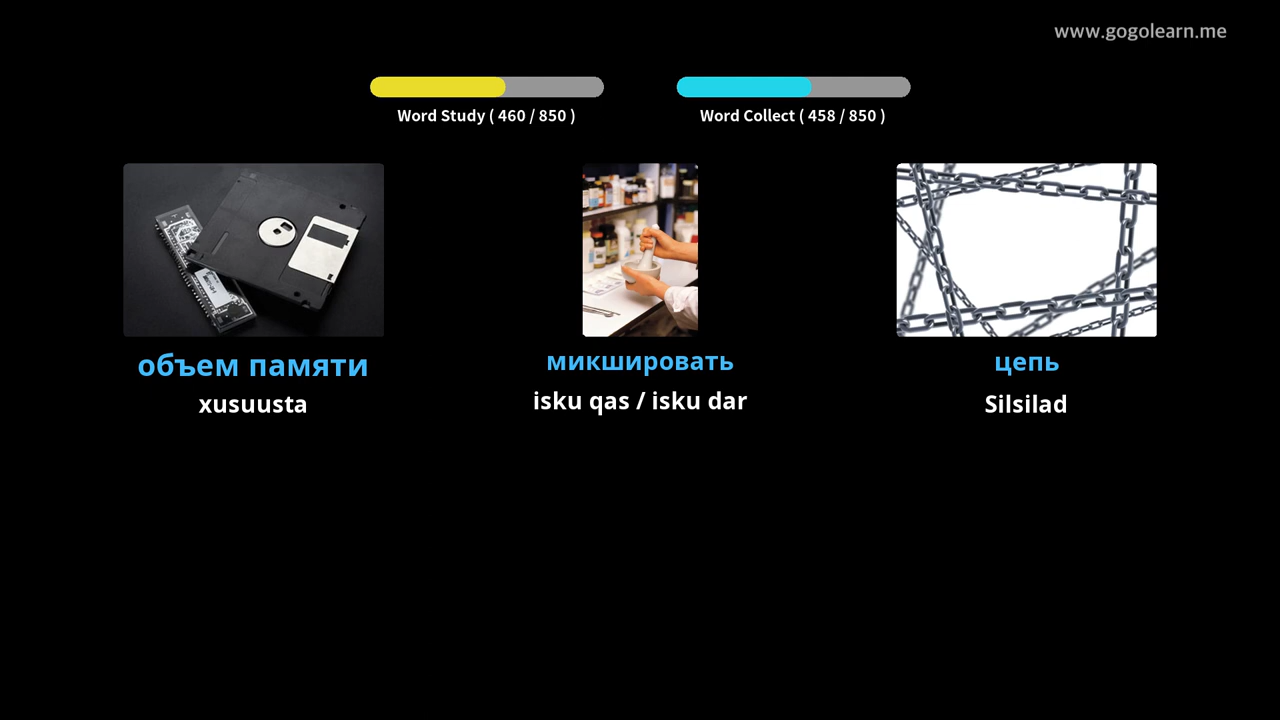 www.gogolearn.me
Word Study ( 460 / 850 )
Word Collect ( 458 / 850 )
объем памяти
xusuusta
микшировать
isku qas / isku dar
цепь
Silsilad